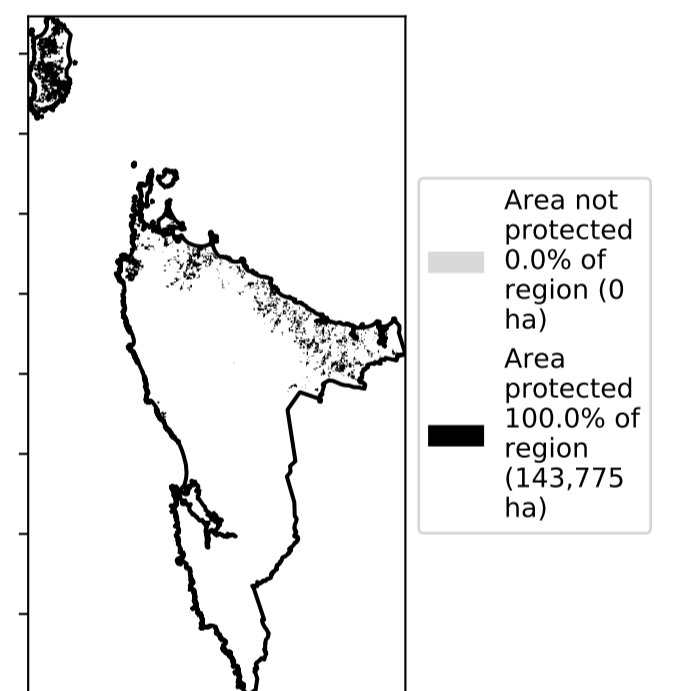 Area not
protected
0.0% of
region (0
ha)
Area
protected
100.0% of
region
(143,775
ha)